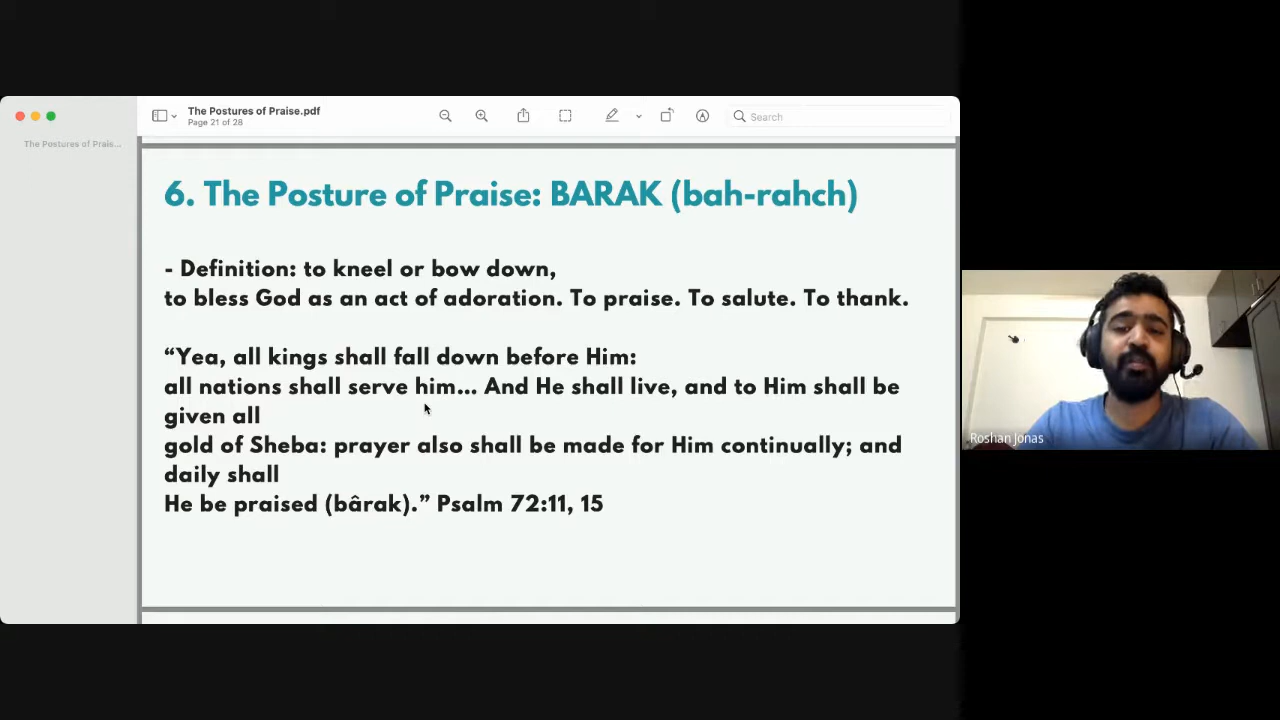 The Postures of Praise.pdf
Page 21 of 28
Search
The Postures of Prais...
6. The Posture of Praise: BARAK (bah-rahch)
- Definition: to kneel or bow down,
to bless God as an act of adoration. To praise. To salute. To thank.
“Yea, all kings shall fall down before Him:
all nations shall serve him... And He shall live, and to Him shall be
given all
gold of Sheba: prayer also shall be made for Him continually; and
daily shall
He be praised (bârak).” Psalm 72:11, 15
Roshan Jonas